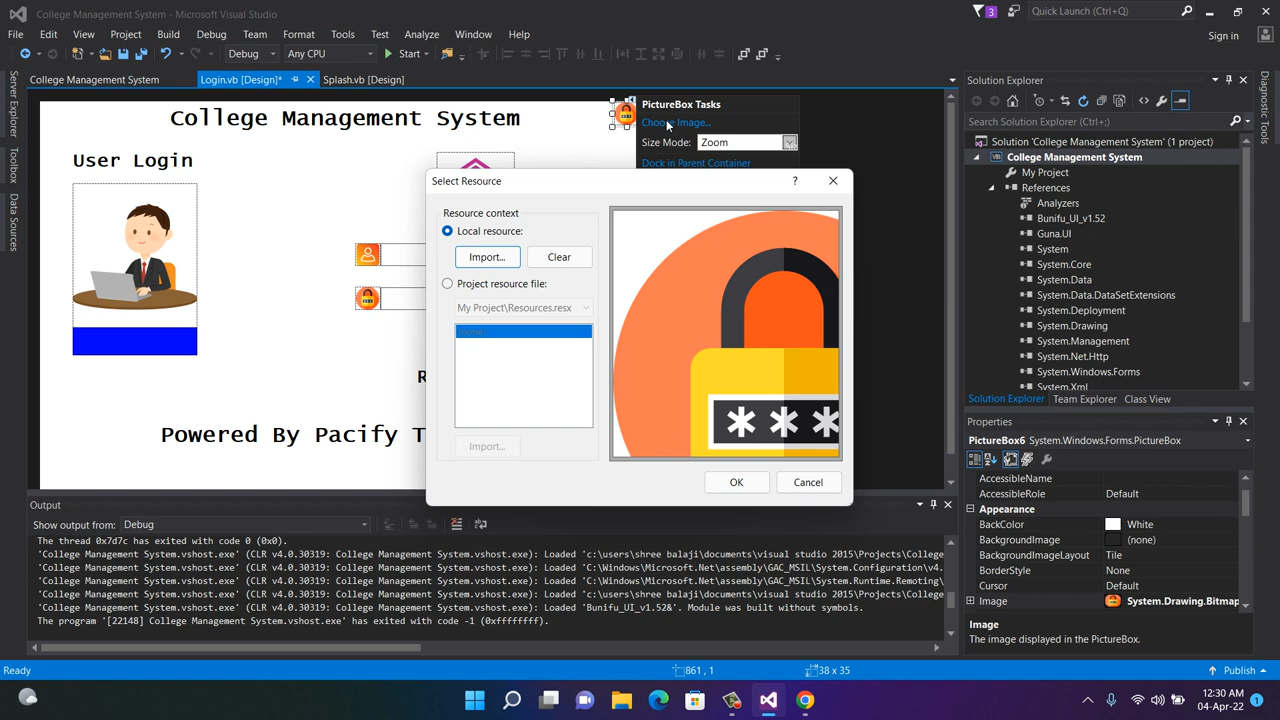 College Management System - Microsoft Visual Studio
3
Quick Launch (Ctrl+Q)
File Edit View Project Build Debug Team Format Tools Test Analyze Window Help
Sign in
Debug Any CPU Start
College Management System Login.vb [Design]* Splash.vb [Design]
Server Explorer
Toolbox
Data Sources
Diagnostic Tools
College Management System
User Login
Powered By Pacify T
R
PictureBox Tasks
Choose Image...
Size Mode: Zoom
Dock in Parent Container
Select Resource
?
Resource context
Local resource:
Import... Clear
Project resource file:
My Project\Resources.resx
none
Import...
* * *
OK Cancel
Solution Explorer
Search Solution Explorer (Ctrl+;)
Solution 'College Management System' (1 project)
VB College Management System
My Project
References
Analyzers
Bunifu_UI_v1.52
Guna.UI
System
System.Core
System.Data
System.Data.DataSetExtensions
System.Deployment
System.Drawing
System.Management
System.Net.Http
System.Windows.Forms
System.Xml
Solution Explorer Team Explorer Class View
Properties
PictureBox6 System.Windows.Forms.PictureBox
AccessibleName
AccessibleRole Default
Appearance
BackColor White
BackgroundImage (none)
BackgroundImageLayout Tile
BorderStyle None
Cursor Default
Image System.Drawing.Bitmap
Image
The image displayed in the PictureBox.
Output
Show output from: Debug
The thread 0x7d7c has exited with code 0 (0x0).
'College Management System.vshost.exe' (CLR v4.0.30319: College Management System.vshost.exe): Loaded 'c:\users\shree balaji\documents\visual studio 2015\Projects\College
'College Management System.vshost.exe' (CLR v4.0.30319: College Management System.vshost.exe): Loaded 'C:\Windows\Microsoft.Net\assembly\GAC_MSIL\System.Configuration\v4.
'College Management System.vshost.exe' (CLR v4.0.30319: College Management System.vshost.exe): Loaded 'C:\Windows\Microsoft.Net\assembly\GAC_MSIL\System.Runtime.Remoting\
'College Management System.vshost.exe' (CLR v4.0.30319: College Management System.vshost.exe): Loaded 'c:\users\shree balaji\documents\visual studio 2015\Projects\College
'College Management System.vshost.exe' (CLR v4.0.30319: College Management System.vshost.exe): Loaded 'Bunifu_UI_v1.52&'. Module was built without symbols.
The program '[22148] College Management System.vshost.exe' has exited with code -1 (0xffffffff).
Ready 861 , 1 38 x 35 Publish
12:30 AM
04-Apr-22
1